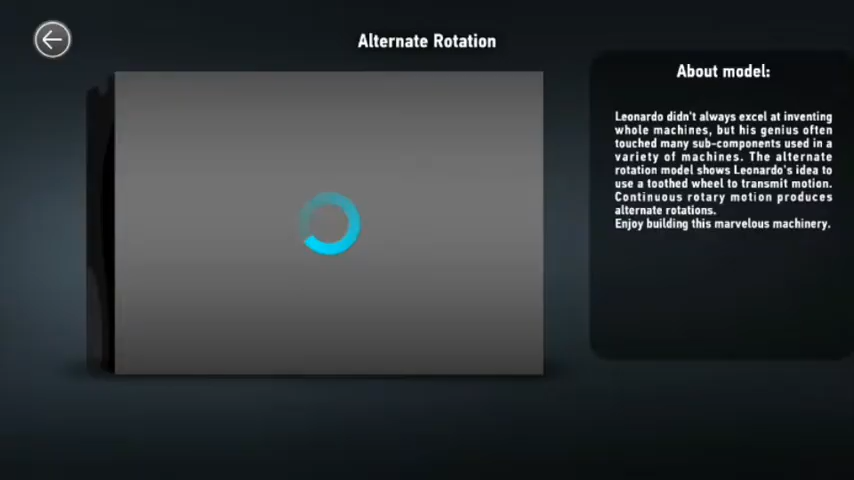 Alternate Rotation
About model:
Leonardo didn't always excel at inventing
whole machines, but his genius often
touched many sub-components used in a
variety of machines. The alternate
rotation model shows Leonardo's idea to
use a toothed wheel to transmit motion.
Continuous rotary motion produces
alternate rotations.
Enjoy building this marvelous machinery.